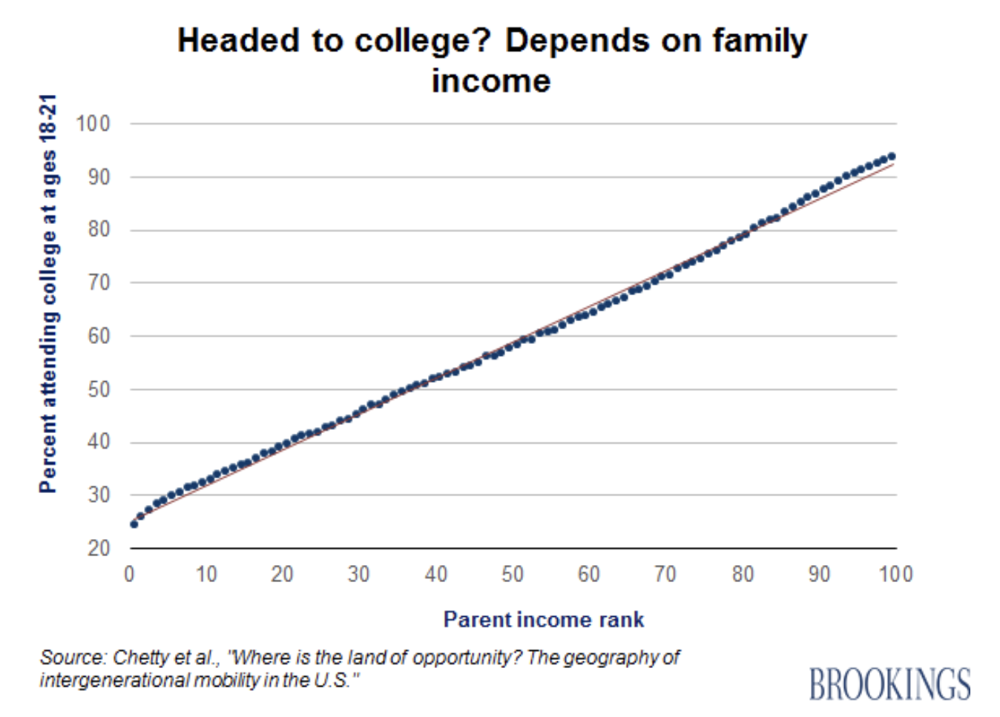 Headed to college? Depends on family
income
Percent attending college at ages 18-21
100
90
80
70
60
50
40
30
20
0 10 20 30 40 50 60 70 80 90 100
Parent income rank
Source: Chetty et al., "Where is the land of opportunity? The geography of
intergenerational mobility in the U.S."
BROOKINGS